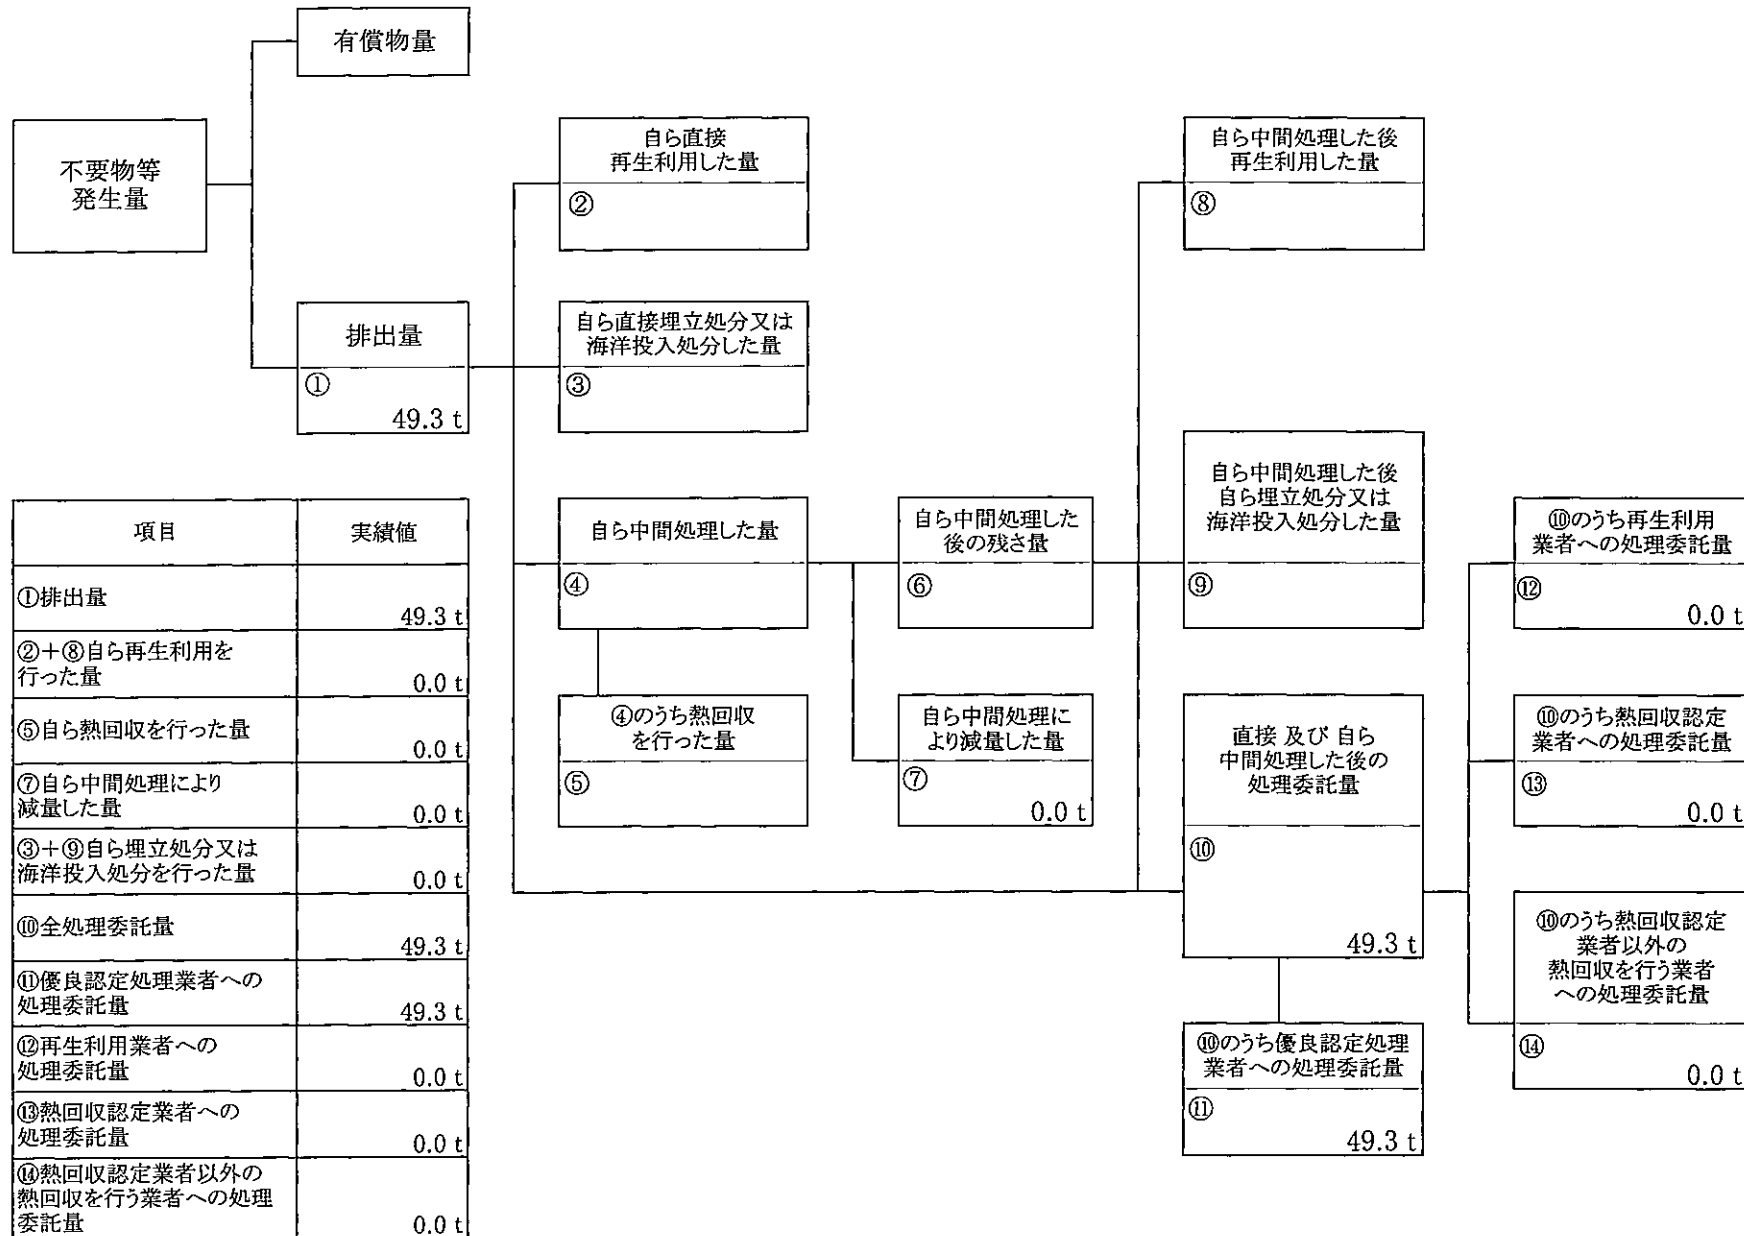 有償物量
不要物等
発生量
排出量
①
49.3 t
自ら直接
再生利用した量
②
自ら直接埋立処分又は
海洋投入処分した量
③
自ら中間処理した量
④
④のうち熱回収
を行った量
⑤
自ら中間処理した
後の残さ量
⑥
自ら中間処理に
より減量した量
⑦
0.0 t
自ら中間処理した後
再生利用した量
⑧
自ら中間処理した後
自ら埋立処分又は
海洋投入処分した量
⑨
直接 及び 自ら
中間処理した後の
処理委託量
⑩
49.3 t
⑩のうち優良認定処理
業者への処理委託量
⑪
49.3 t
⑩のうち再生利用
業者への処理委託量
⑫
0.0 t
⑩のうち熱回収認定
業者への処理委託量
⑬
0.0 t
⑩のうち熱回収認定
業者以外の
熱回収を行う業者
への処理委託量
⑭
0.0 t
項目 実績値
①排出量
49.3 t
②+⑧自ら再生利用を
行った量
0.0 t
⑤自ら熱回収を行った量
0.0 t
⑦自ら中間処理により
減量した量
0.0 t
③+⑨自ら埋立処分又は
海洋投入処分を行った量
0.0 t
⑩全処理委託量
49.3 t
⑪優良認定処理業者への
処理委託量
49.3 t
⑫再生利用業者への
処理委託量
0.0 t
⑬熱回収認定業者への
処理委託量
0.0 t
⑭熱回収認定業者以外の
熱回収を行う業者への処理
委託量
0.0 t